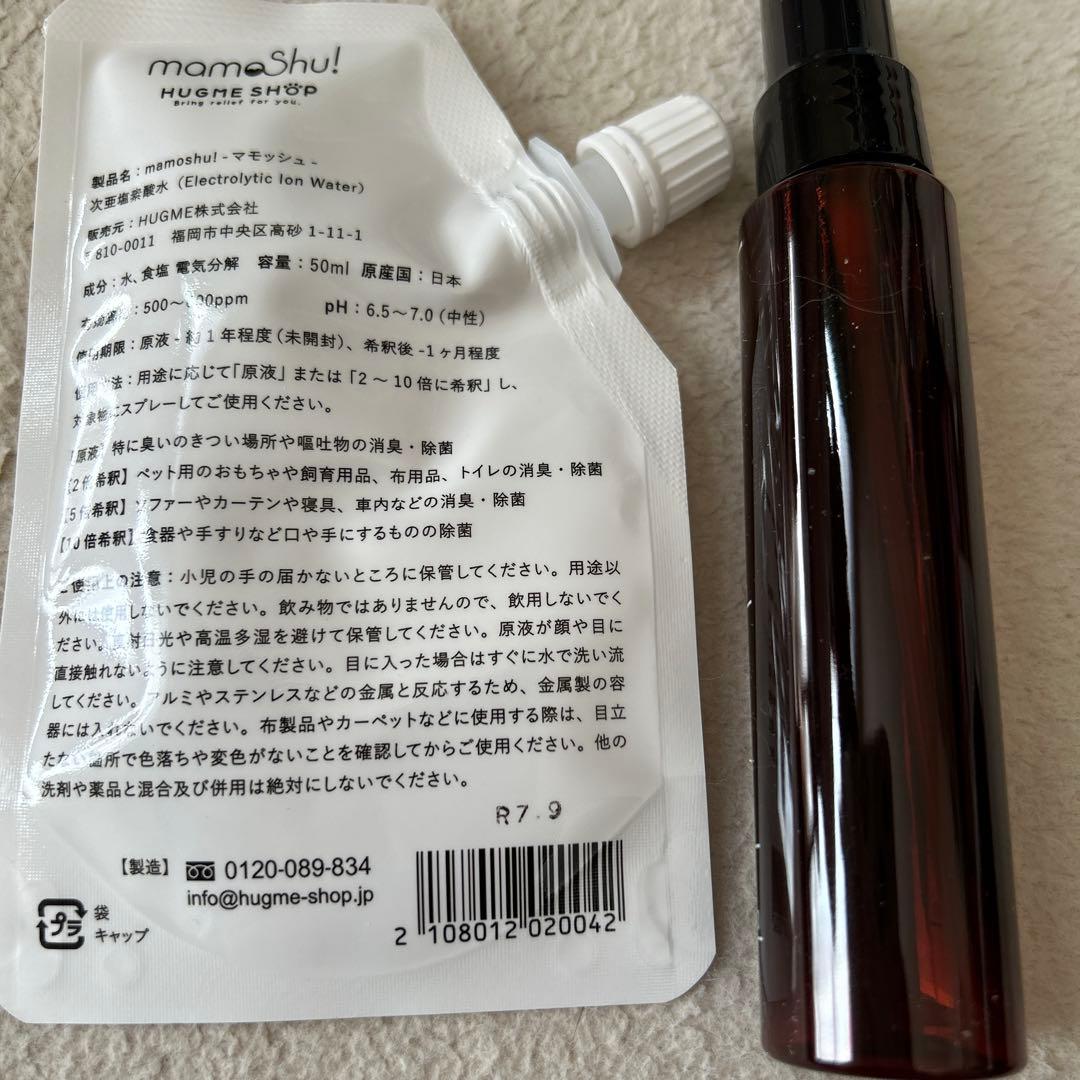 mamoShu!
HUGME SHOP
Bring relief for you.
製品名：mamoshu! - マモッシュ -
次亜塩素酸水（Electrolytic Ion Water）
販売元：HUGME株式会社
〒810-0011 福岡市中央区高砂 1-11-1
成分：水、食塩 電気分解 容量：50ml 原産国：日本
：500～ 00ppm pH：6.5～7.0（中性）
使用期限：原液 - 約1年程度（未開封）、希釈後 -1ヶ月程度
使用方法：用途に応じて「原液」または「2～10倍に希釈」し、
対象物にスプレーしてご使用ください。
【原液】特に臭いのきつい場所や嘔吐物の消臭・除菌
【2倍希釈】ペット用のおもちゃや飼育用品、布用品、トイレの消臭・除菌
【5倍希釈】ソファーやカーテンや寝具、車内などの消臭・除菌
【10倍希釈】食器や手すりなど口や手にするものの除菌
ご使用上の注意：小児の手の届かないところに保管してください。用途以
外には使用しないでください。飲み物ではありませんので、飲用しないでく
ださい。直射日光や高温多湿を避けて保管してください。原液が顔や目に
直接触れないように注意してください。目に入った場合はすぐに水で洗い流
してください。アルミやステンレスなどの金属と反応するため、金属製の容
器には入れないでください。布製品やカーペットなどに使用する際は、目立
たない箇所で色落ちや変色がないことを確認してからご使用ください。他の
洗剤や薬品と混合及び併用は絶対にしないでください。
R7.9
【製造】 0120-089-834
info@hugme-shop.jp
プラ 袋
キャップ
2 108012 020042